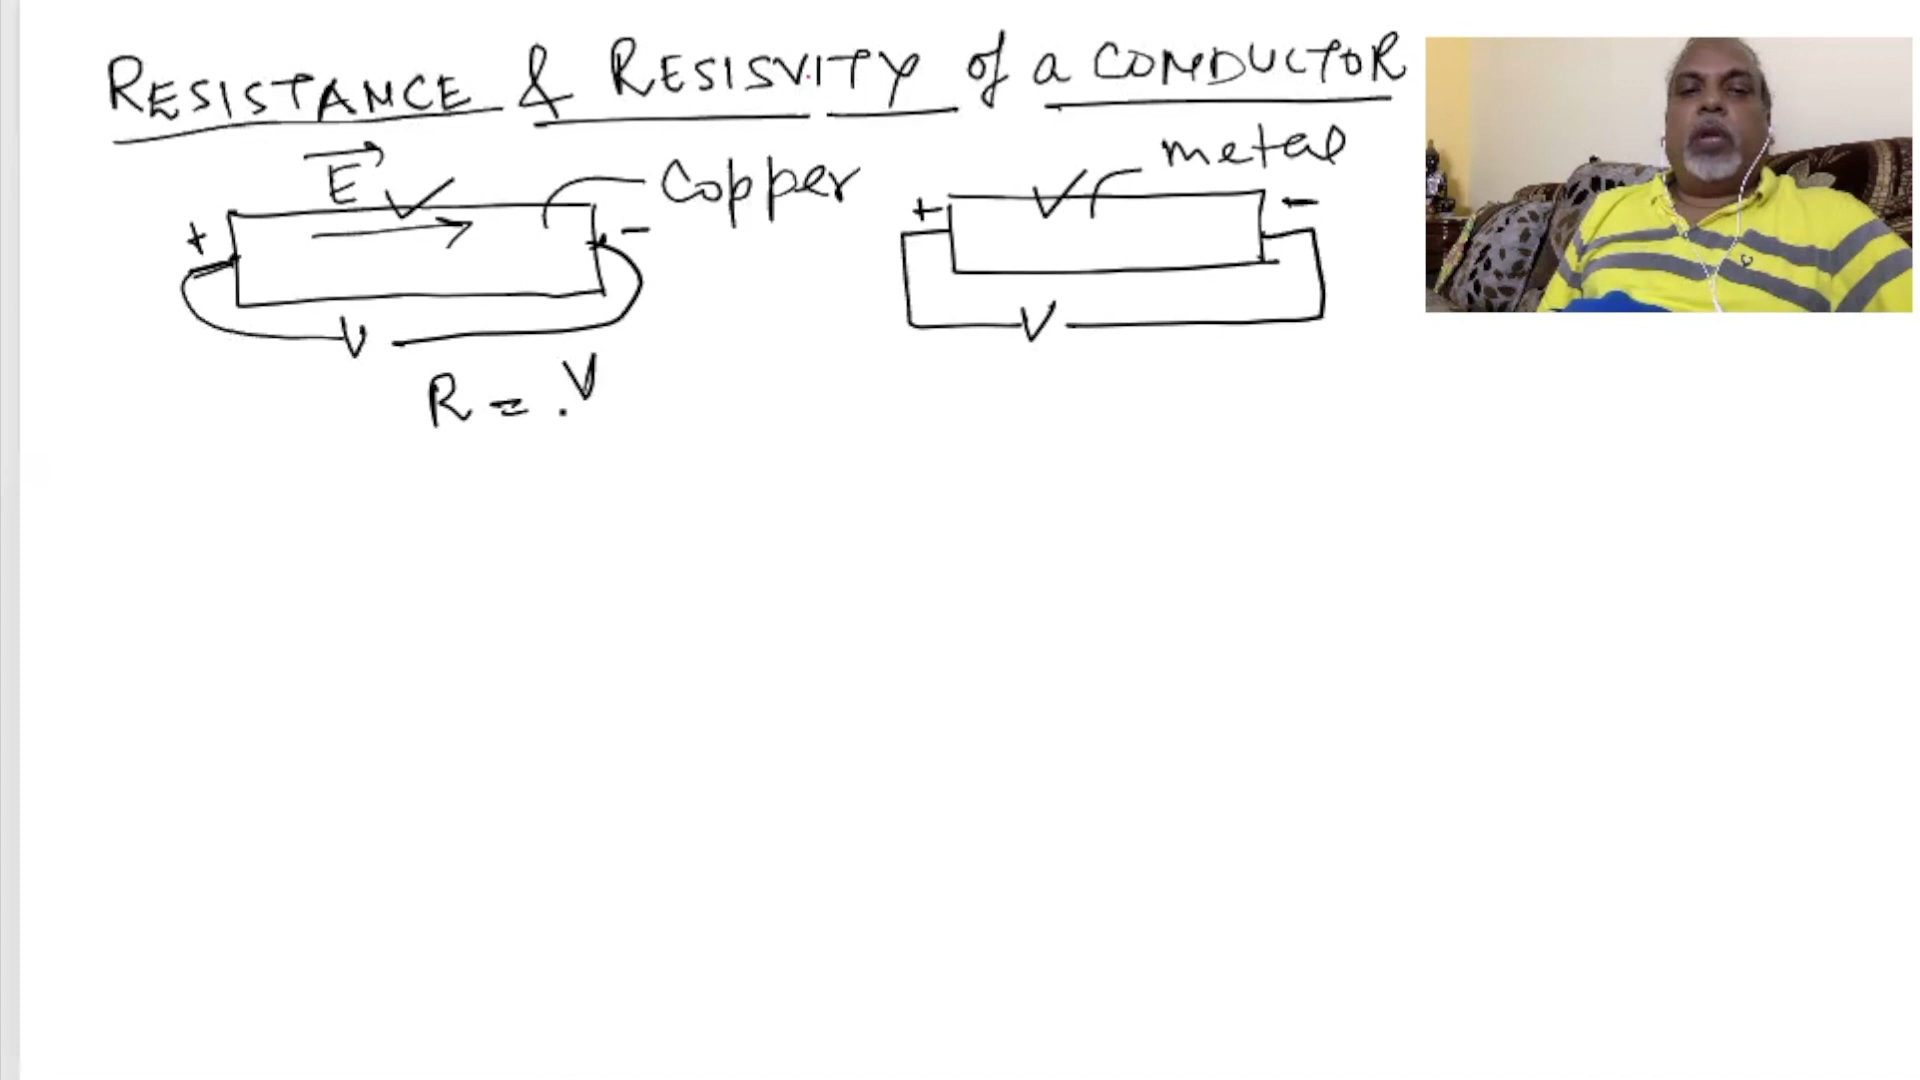 RESISTANCE & RESISVITY of a CONDUCTOR
E Copper metal
+ - + -
V V
R = . V